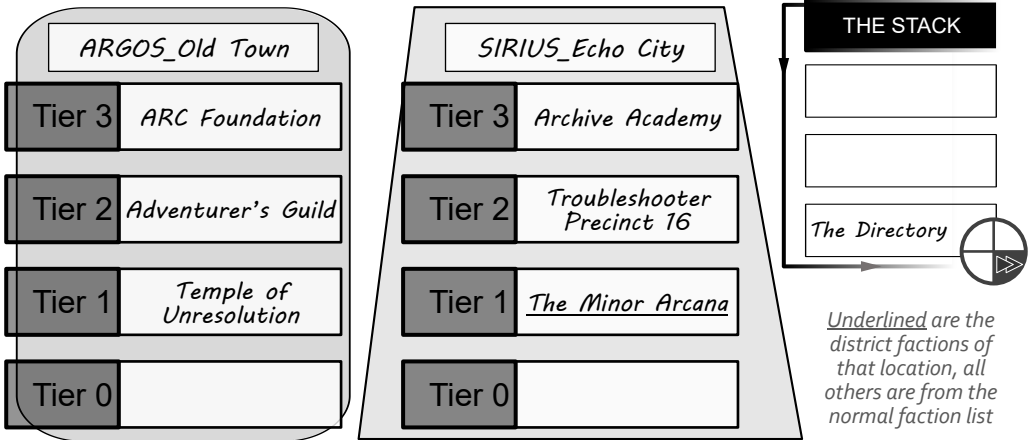 ARGOS_Old Town
Tier 3 ARC Foundation
Tier 2 Adventurer's Guild
Tier 1 Temple of
Unresolution
Tier 0
SIRIUS_Echo City
Tier 3 Archive Academy
Tier 2 Troubleshooter
Precinct 16
Tier 1 The Minor Arcana
Tier 0
THE STACK
The Directory
Underlined are the
district factions of
that location, all
others are from the
normal faction list